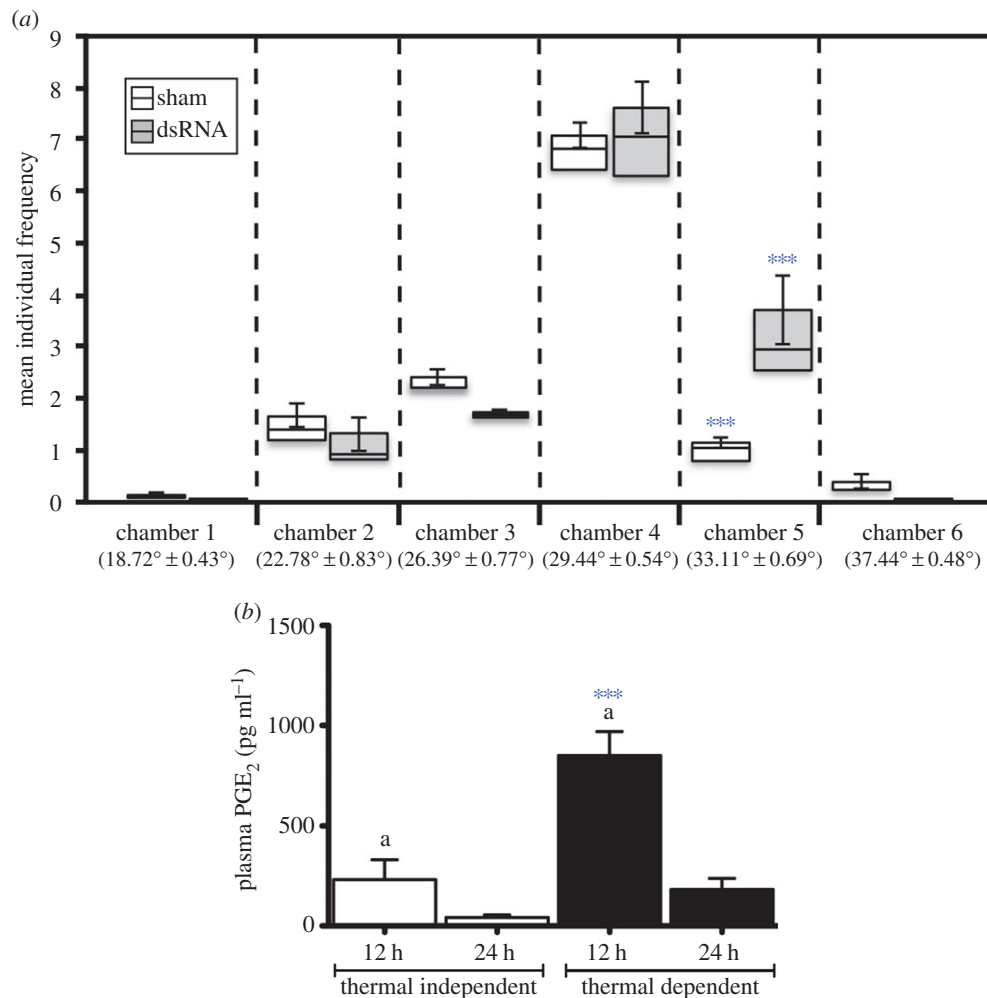 (a)
9
8
7
6
5
4
3
2
1
0
mean individual frequency
sham
dsRNA
***
***
chamber 1 chamber 2 chamber 3 chamber 4 chamber 5 chamber 6
(18.72° ± 0.43°) (22.78° ± 0.83°) (26.39° ± 0.77°) (29.44° ± 0.54°) (33.11° ± 0.69°) (37.44° ± 0.48°)
(b)
1500
1000
500
0
plasma PGE₂ (pg ml⁻¹)
***
a
a
12 h 24 h 12 h 24 h
thermal independent thermal dependent